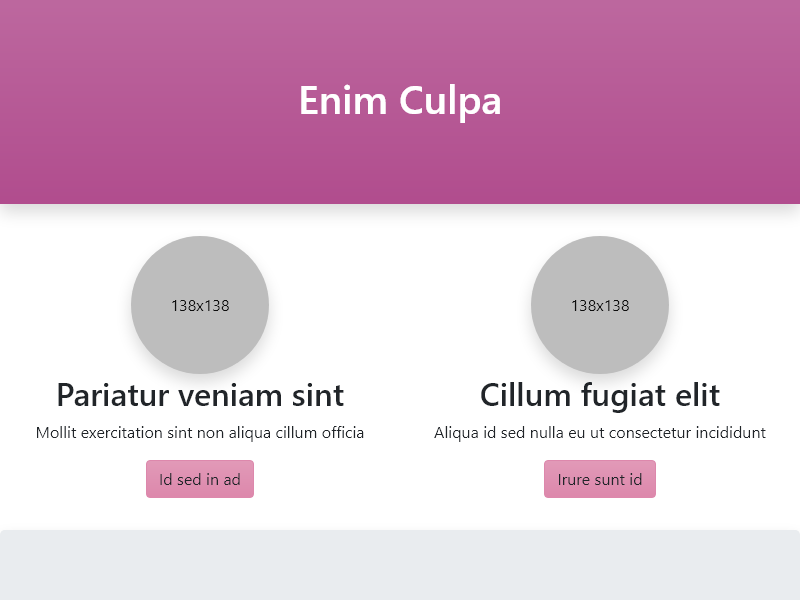 Enim Culpa
138x138
138x138
Pariatur veniam sint
Cillum fugiat elit
Mollit exercitation sint non aliqua cillum officia
Aliqua id sed nulla eu ut consectetur incididunt
Id sed in ad
Irure sunt id